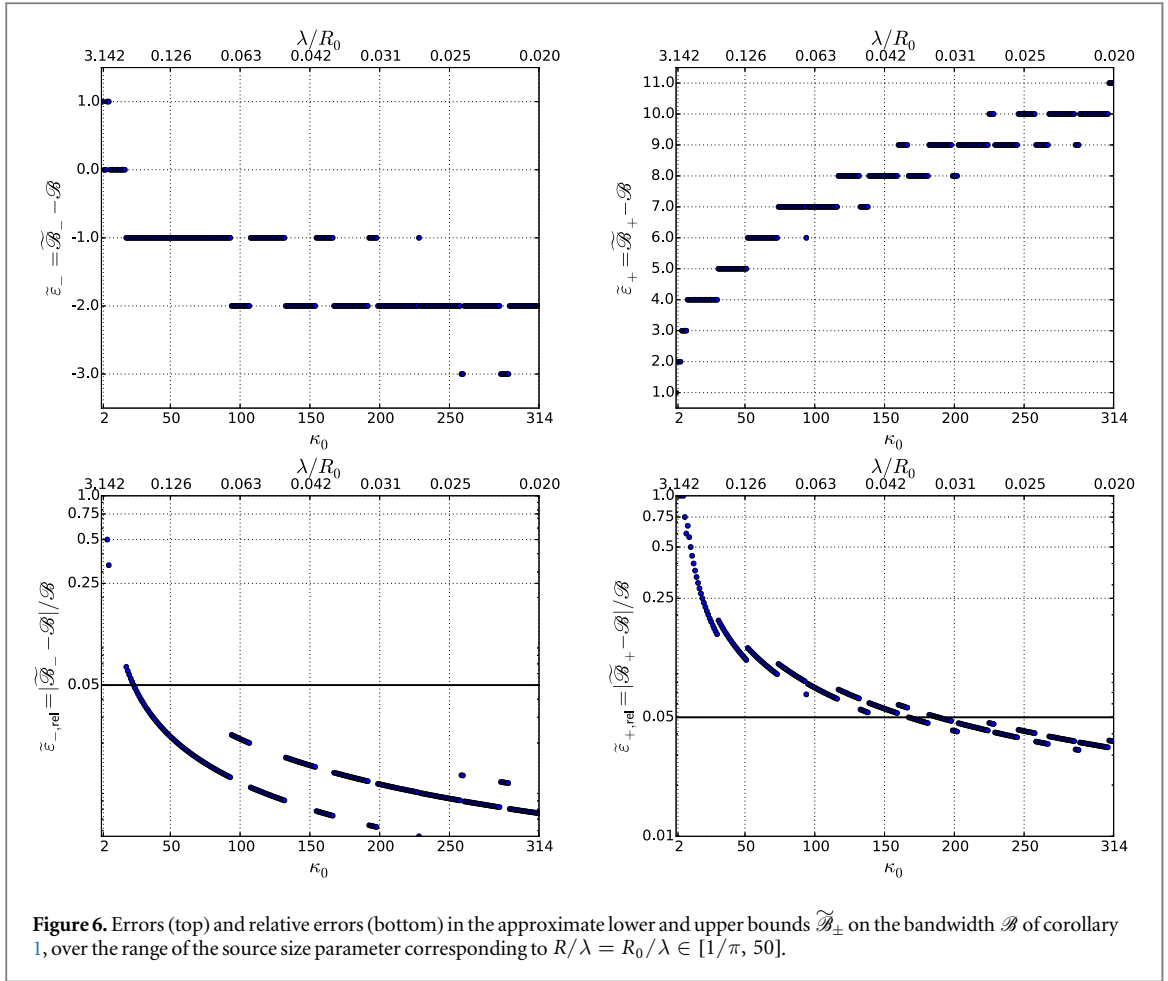 λ/R₀
3.142 0.126 0.063 0.042 0.031 0.025 0.020
1.0
0.0
-1.0
-2.0
-3.0
ε̃₋ = ℬ̃₋ − ℬ
2 50 100 150 200 250 314
κ₀
λ/R₀
3.142 0.126 0.063 0.042 0.031 0.025 0.020
11.0
10.0
9.0
8.0
7.0
6.0
5.0
4.0
3.0
2.0
1.0
ε̃₊ = ℬ̃₊ − ℬ
2 50 100 150 200 250 314
κ₀
λ/R₀
3.142 0.126 0.063 0.042 0.031 0.025 0.020
1.0
0.75
0.5
0.25
0.05
ε̃₋,rel = |ℬ̃₋ − ℬ|/ℬ
2 50 100 150 200 250 314
κ₀
λ/R₀
3.142 0.126 0.063 0.042 0.031 0.025 0.020
1.0
0.75
0.5
0.25
0.05
0.01
ε̃₊,rel = |ℬ̃₊ − ℬ|/ℬ
2 50 100 150 200 250 314
κ₀
Figure 6. Errors (top) and relative errors (bottom) in the approximate lower and upper bounds ℬ̃± on the bandwidth ℬ of corollary
1, over the range of the source size parameter corresponding to R/λ = R₀/λ ∈ [1/π, 50].